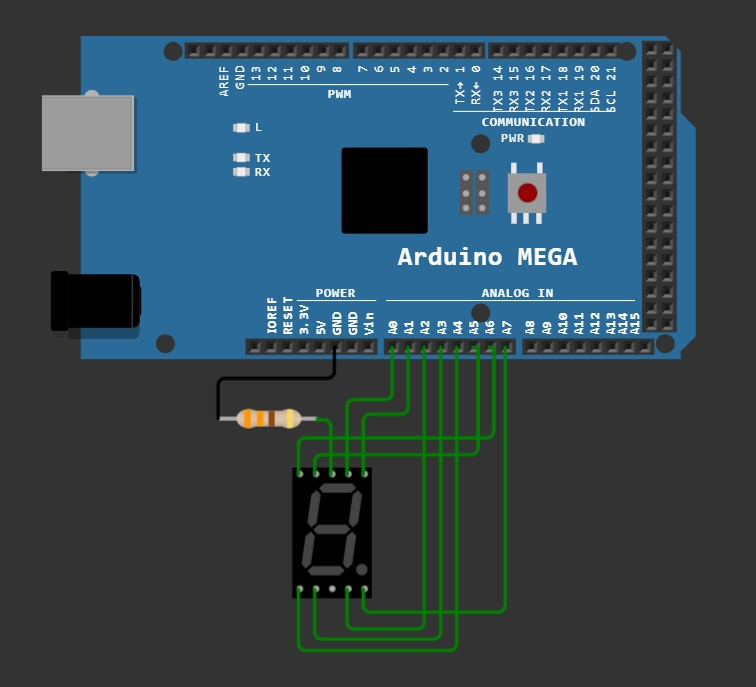 AREF GND 13 12 11 10 9 8 7 6 5 4 3 2 TX→ 1 RX← 0 TX3 14 RX3 15 TX2 16 RX2 17 TX1 18 RX1 19 SDA 20 SCL 21
PWM
COMMUNICATION
L
PWR
TX
RX
Arduino MEGA
POWER
ANALOG IN
IOREF RESET 3.3V 5V GND GND Vin A0 A1 A2 A3 A4 A5 A6 A7 A8 A9 A10 A11 A12 A13 A14 A15